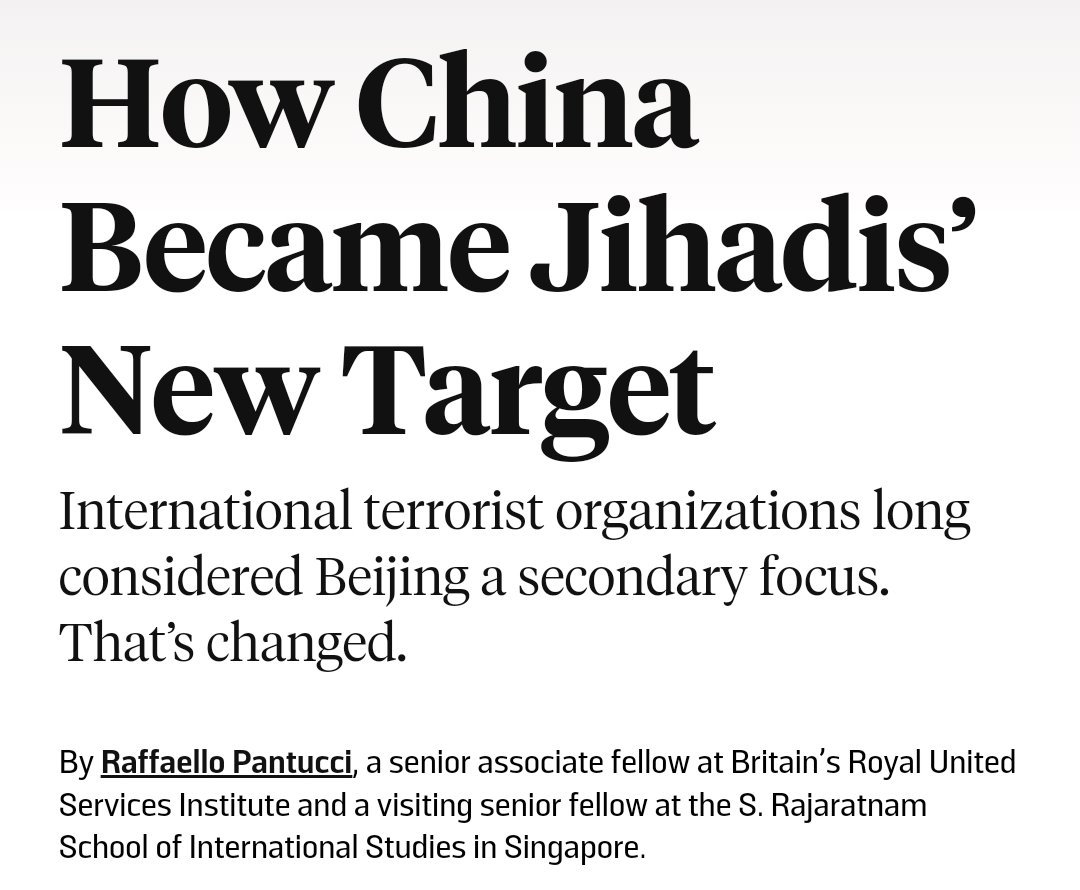 How China
Became Jihadis’
New Target
International terrorist organizations long
considered Beijing a secondary focus.
That’s changed.
By Raffaello Pantucci, a senior associate fellow at Britain’s Royal United
Services Institute and a visiting senior fellow at the S. Rajaratnam
School of International Studies in Singapore.